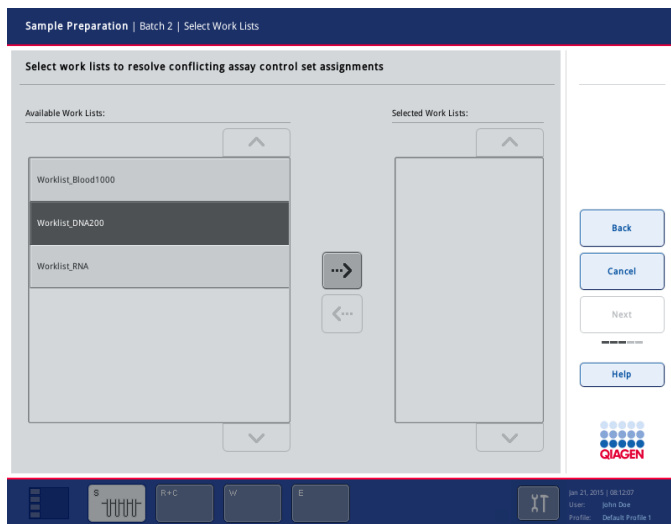 Sample Preparation | Batch 2 | Select Work Lists
Select work lists to resolve conflicting assay control set assignments
Available Work Lists:
Selected Work Lists:
Worklist_Blood1000
Worklist_DNA200
Worklist_RNA
Back
Cancel
Next
Help
QIAGEN
S
R+C
W
E
Jan 21, 2015 | 08:12:07
User: John Doe
Profile: Default Profile 1